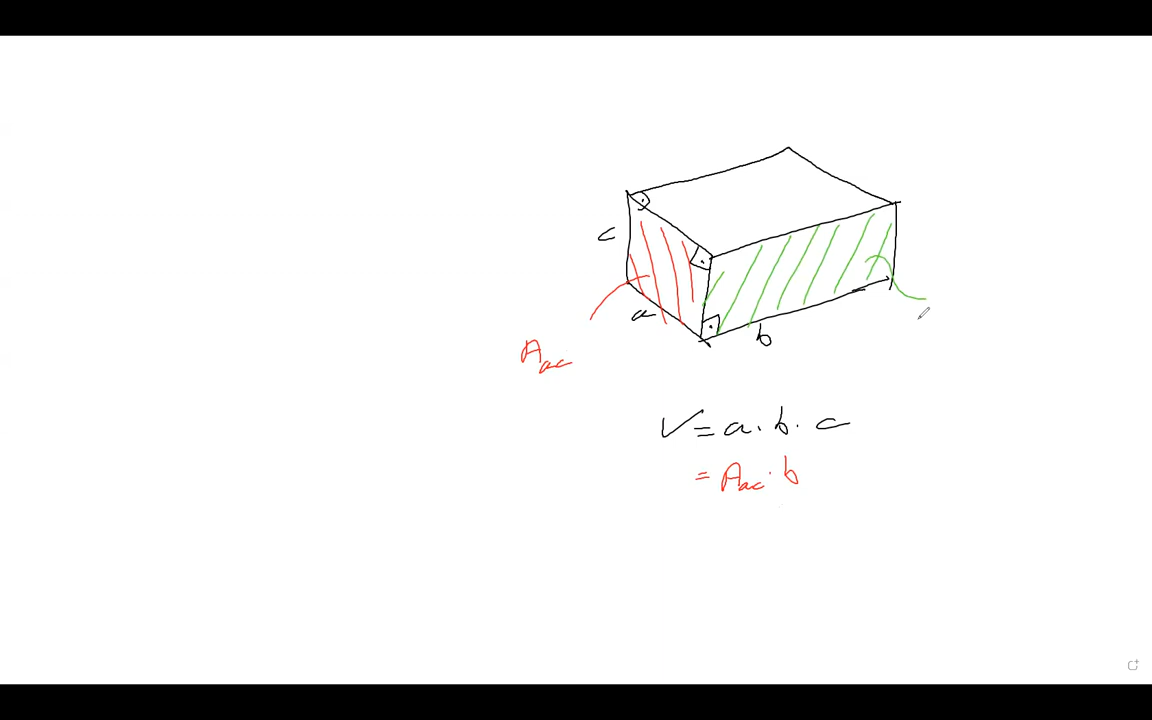 c
a
b
A_ac
V = a · b · c
= A_ac · b